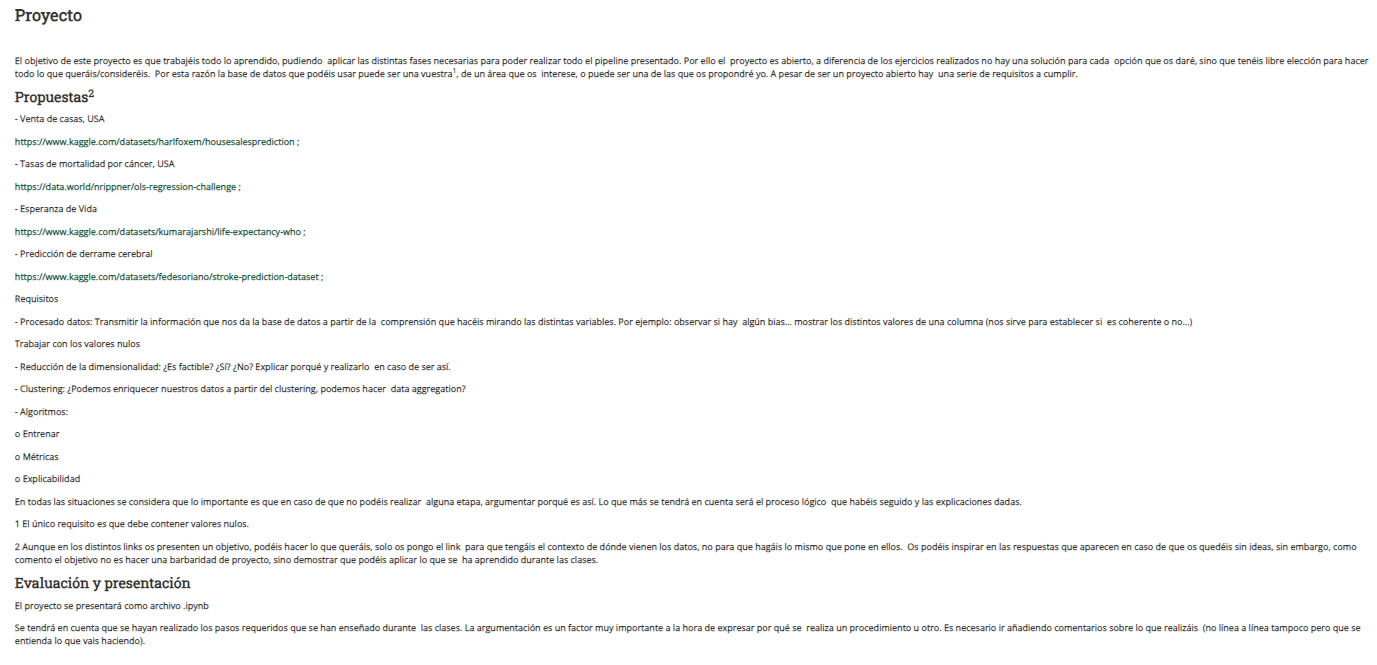 Proyecto
El objetivo de este proyecto es que trabajéis todo lo aprendido, pudiendo aplicar las distintas fases necesarias para poder realizar todo el pipeline presentado. Por ello el proyecto es abierto, a diferencia de los ejercicios realizados no hay una solución para cada opción que os daré, sino que tenéis libre elección para hacer
todo lo que queráis/consideréis. Por esta razón la base de datos que podéis usar puede ser una vuestra1, de un área que os interese, o puede ser una de las que os propondré yo. A pesar de ser un proyecto abierto hay una serie de requisitos a cumplir.
Propuestas2
- Venta de casas, USA
https://www.kaggle.com/datasets/harlfoxem/housesalesprediction ;
- Tasas de mortalidad por cáncer, USA
https://data.world/nrippner/ols-regression-challenge ;
- Esperanza de Vida
https://www.kaggle.com/datasets/kumarajarshi/life-expectancy-who ;
- Predicción de derrame cerebral
https://www.kaggle.com/datasets/fedesoriano/stroke-prediction-dataset ;
Requisitos
- Procesado datos: Transmitir la información que nos da la base de datos a partir de la comprensión que hacéis mirando las distintas variables. Por ejemplo: observar si hay algún bias... mostrar los distintos valores de una columna (nos sirve para establecer si es coherente o no...)
Trabajar con los valores nulos
- Reducción de la dimensionalidad: ¿Es factible? ¿Sí? ¿No? Explicar porqué y realizarlo en caso de ser así.
- Clustering: ¿Podemos enriquecer nuestros datos a partir del clustering, podemos hacer data aggregation?
- Algoritmos:
o Entrenar
o Métricas
o Explicabilidad
En todas las situaciones se considera que lo importante es que en caso de que no podéis realizar alguna etapa, argumentar porqué es así. Lo que más se tendrá en cuenta será el proceso lógico que habéis seguido y las explicaciones dadas.
1 El único requisito es que debe contener valores nulos.
2 Aunque en los distintos links os presenten un objetivo, podéis hacer lo que queráis, solo os pongo el link para que tengáis el contexto de dónde vienen los datos, no para que hagáis lo mismo que pone en ellos. Os podéis inspirar en las respuestas que aparecen en caso de que os quedéis sin ideas, sin embargo, como
comento el objetivo no es hacer una barbaridad de proyecto, sino demostrar que podéis aplicar lo que se ha aprendido durante las clases.
Evaluación y presentación
El proyecto se presentará como archivo .ipynb
Se tendrá en cuenta que se hayan realizado los pasos requeridos que se han enseñado durante las clases. La argumentación es un factor muy importante a la hora de expresar por qué se realiza un procedimiento u otro. Es necesario ir añadiendo comentarios sobre lo que realizáis (no línea a línea tampoco pero que se
entienda lo que vais haciendo).